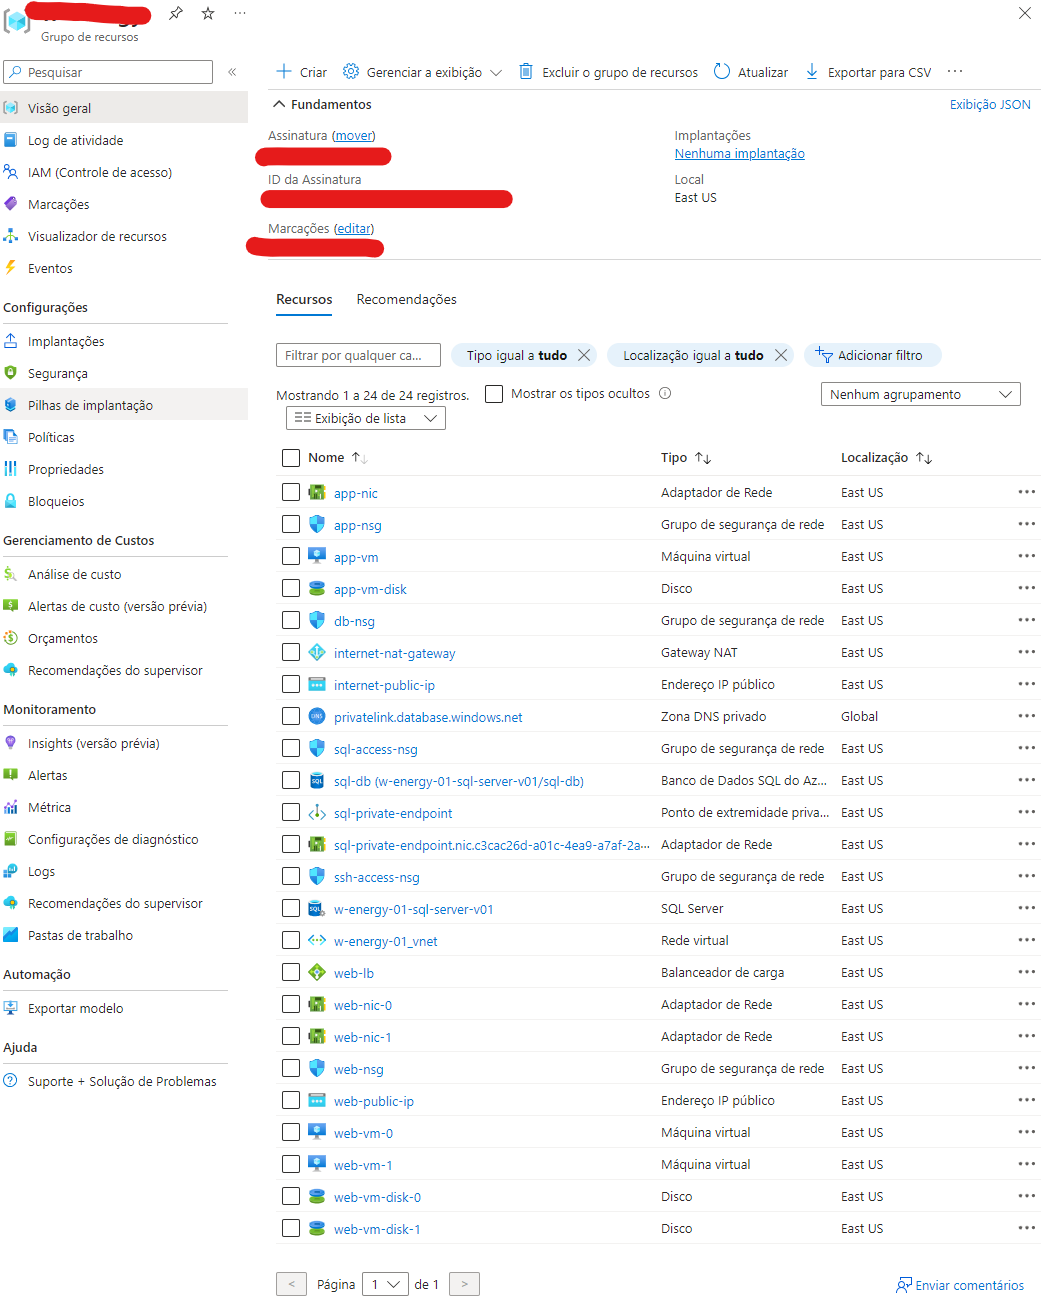 Grupo de recursos
Pesquisar
«
Visão geral
Log de atividade
IAM (Controle de acesso)
Marcações
Visualizador de recursos
Eventos
Configurações
Implantações
Segurança
Pilhas de implantação
Políticas
Propriedades
Bloqueios
Gerenciamento de Custos
Análise de custo
Alertas de custo (versão prévia)
Orçamentos
Recomendações do supervisor
Monitoramento
Insights (versão prévia)
Alertas
Métrica
Configurações de diagnóstico
Logs
Recomendações do supervisor
Pastas de trabalho
Automação
Exportar modelo
Ajuda
Suporte + Solução de Problemas
Criar Gerenciar a exibição Excluir o grupo de recursos Atualizar Exportar para CSV ...
Fundamentos Exibição JSON
Assinatura (mover)
ID da Assinatura
Marcações (editar)
Implantações
Nenhuma implantação
Local
East US
Recursos Recomendações
Filtrar por qualquer ca... Tipo igual a tudo Localização igual a tudo Adicionar filtro
Mostrando 1 a 24 de 24 registros. Mostrar os tipos ocultos Nenhum agrupamento
Exibição de lista
Nome Tipo Localização
app-nic Adaptador de Rede East US
app-nsg Grupo de segurança de rede East US
app-vm Máquina virtual East US
app-vm-disk Disco East US
db-nsg Grupo de segurança de rede East US
internet-nat-gateway Gateway NAT East US
internet-public-ip Endereço IP público East US
DNS privatelink.database.windows.net Zona DNS privado Global
sql-access-nsg Grupo de segurança de rede East US
SQL sql-db (w-energy-01-sql-server-v01/sql-db) Banco de Dados SQL do Az... East US
sql-private-endpoint Ponto de extremidade priva... East US
sql-private-endpoint.nic.c3cac26d-a01c-4ea9-a7af-2a... Adaptador de Rede East US
ssh-access-nsg Grupo de segurança de rede East US
SQL w-energy-01-sql-server-v01 SQL Server East US
w-energy-01_vnet Rede virtual East US
web-lb Balanceador de carga East US
web-nic-0 Adaptador de Rede East US
web-nic-1 Adaptador de Rede East US
web-nsg Grupo de segurança de rede East US
web-public-ip Endereço IP público East US
web-vm-0 Máquina virtual East US
web-vm-1 Máquina virtual East US
web-vm-disk-0 Disco East US
web-vm-disk-1 Disco East US
< Página 1 de 1 > Enviar comentários